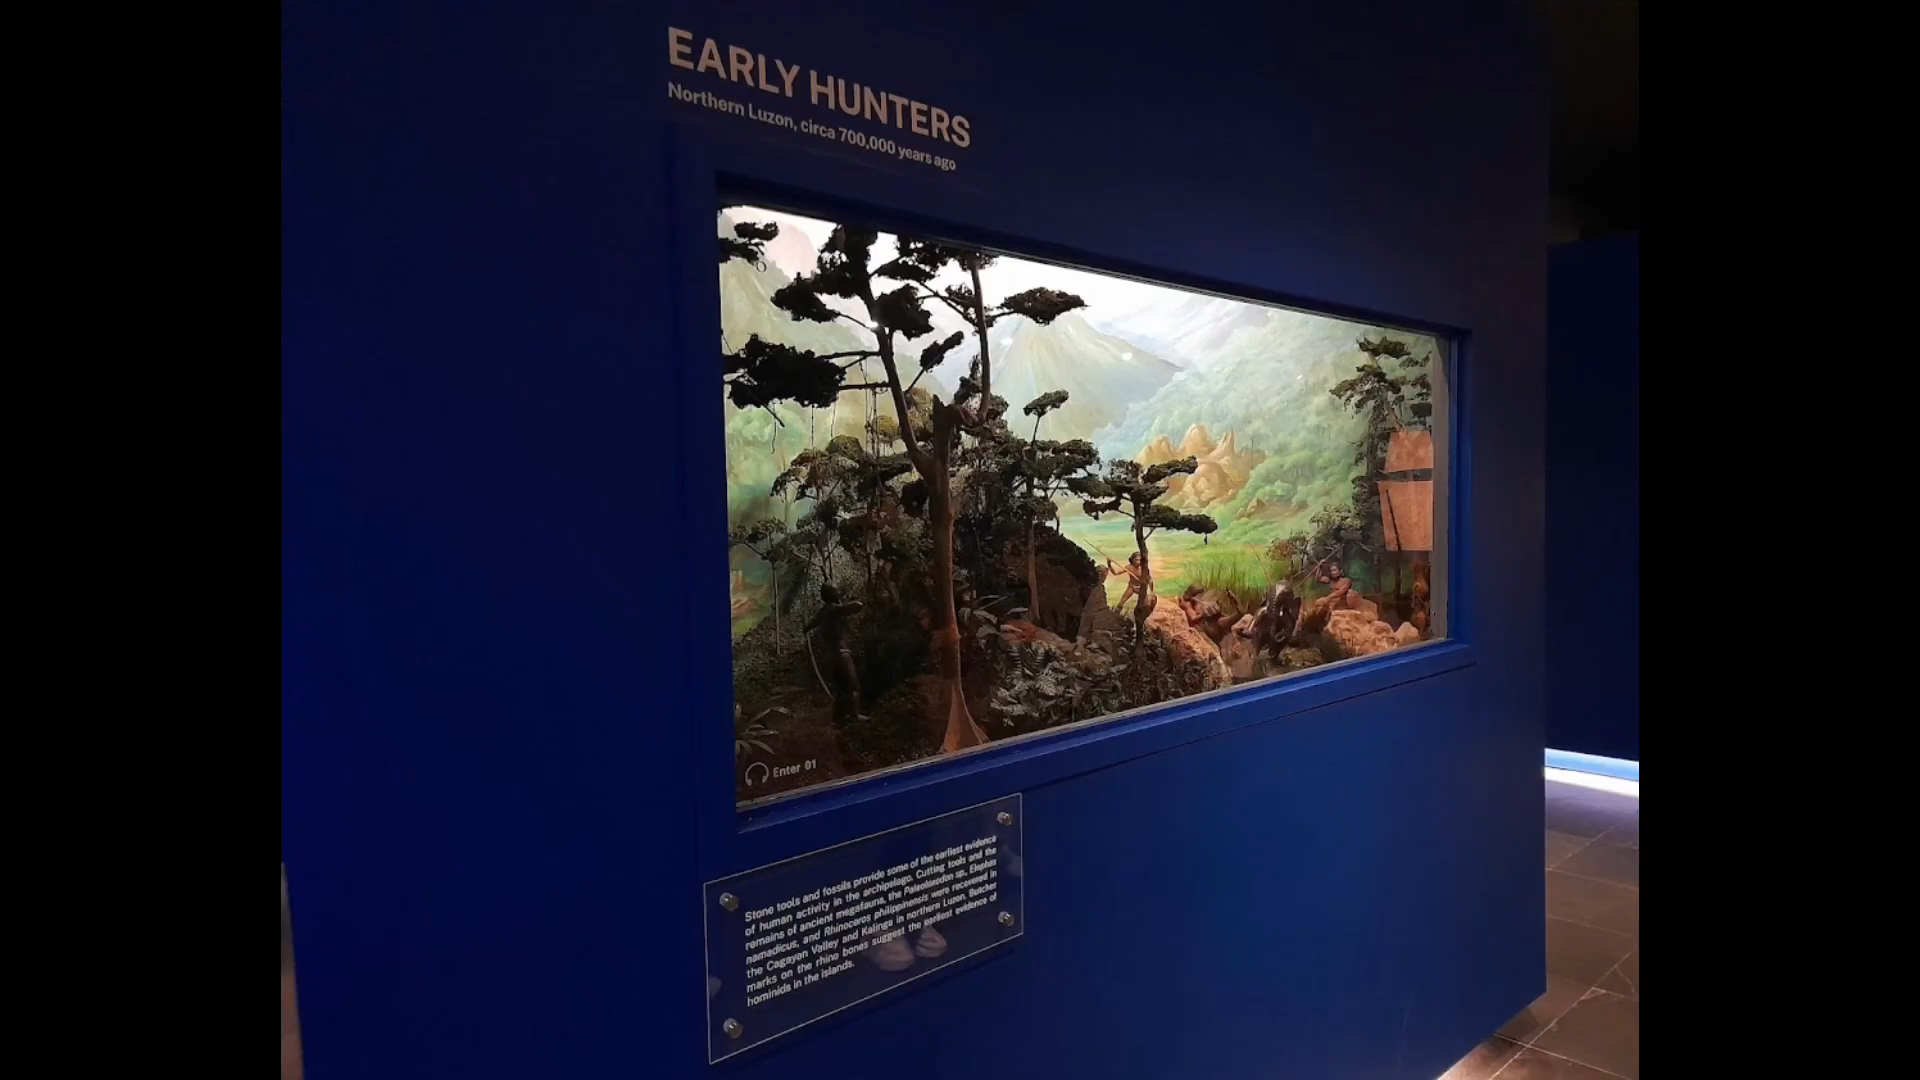 EARLY HUNTERS
Northern Luzon, circa 700,000 years ago
Enter 01
Stone tools and fossils provide some of the earliest evidence
of human activity in the archipelago. Cutting tools and the
remains of ancient megafauna, the Paleoloxodon sp., Elephas
namadicus, and Rhinoceros philippinensis were recovered in
the Cagayan Valley and Kalinga in northern Luzon. Butcher
marks on the rhino bones suggest the earliest evidence of
hominids in the islands.